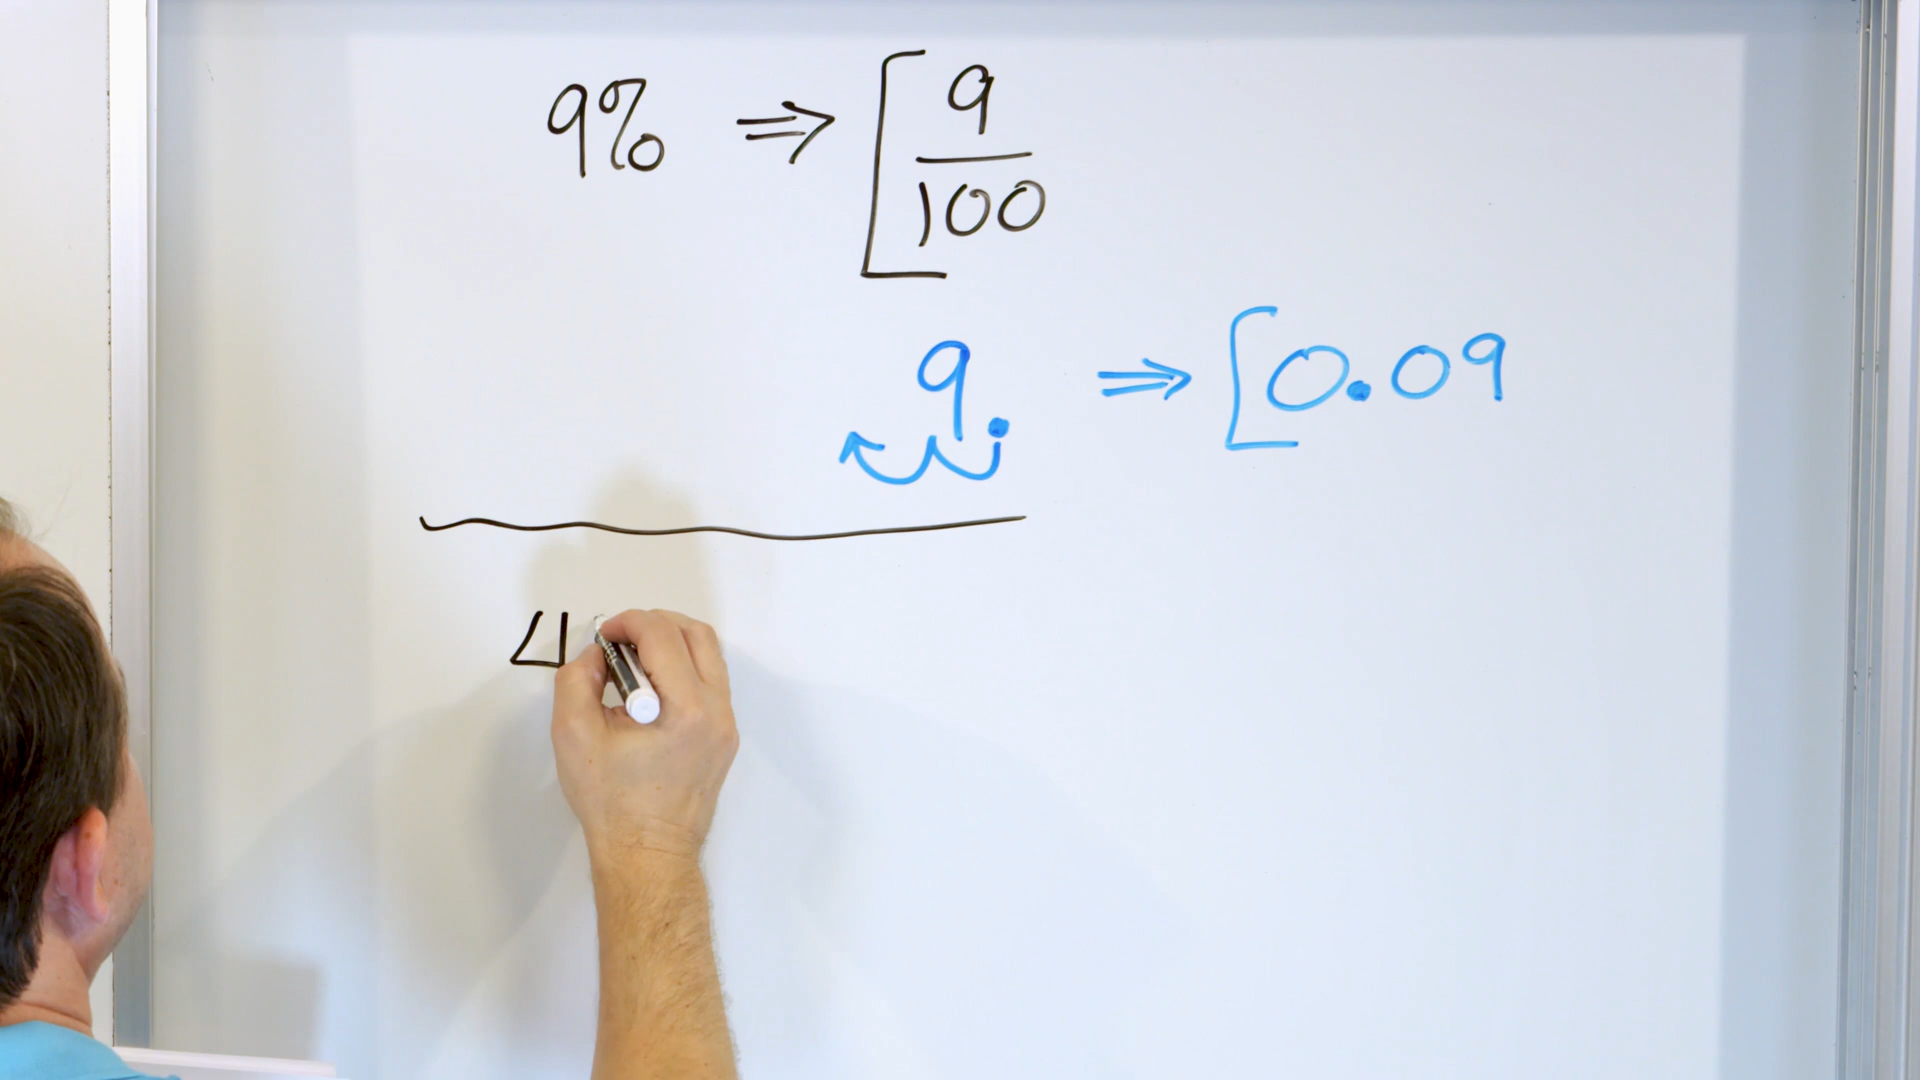 9% ⇒ [9/100
9. ⇒ [0.09
4